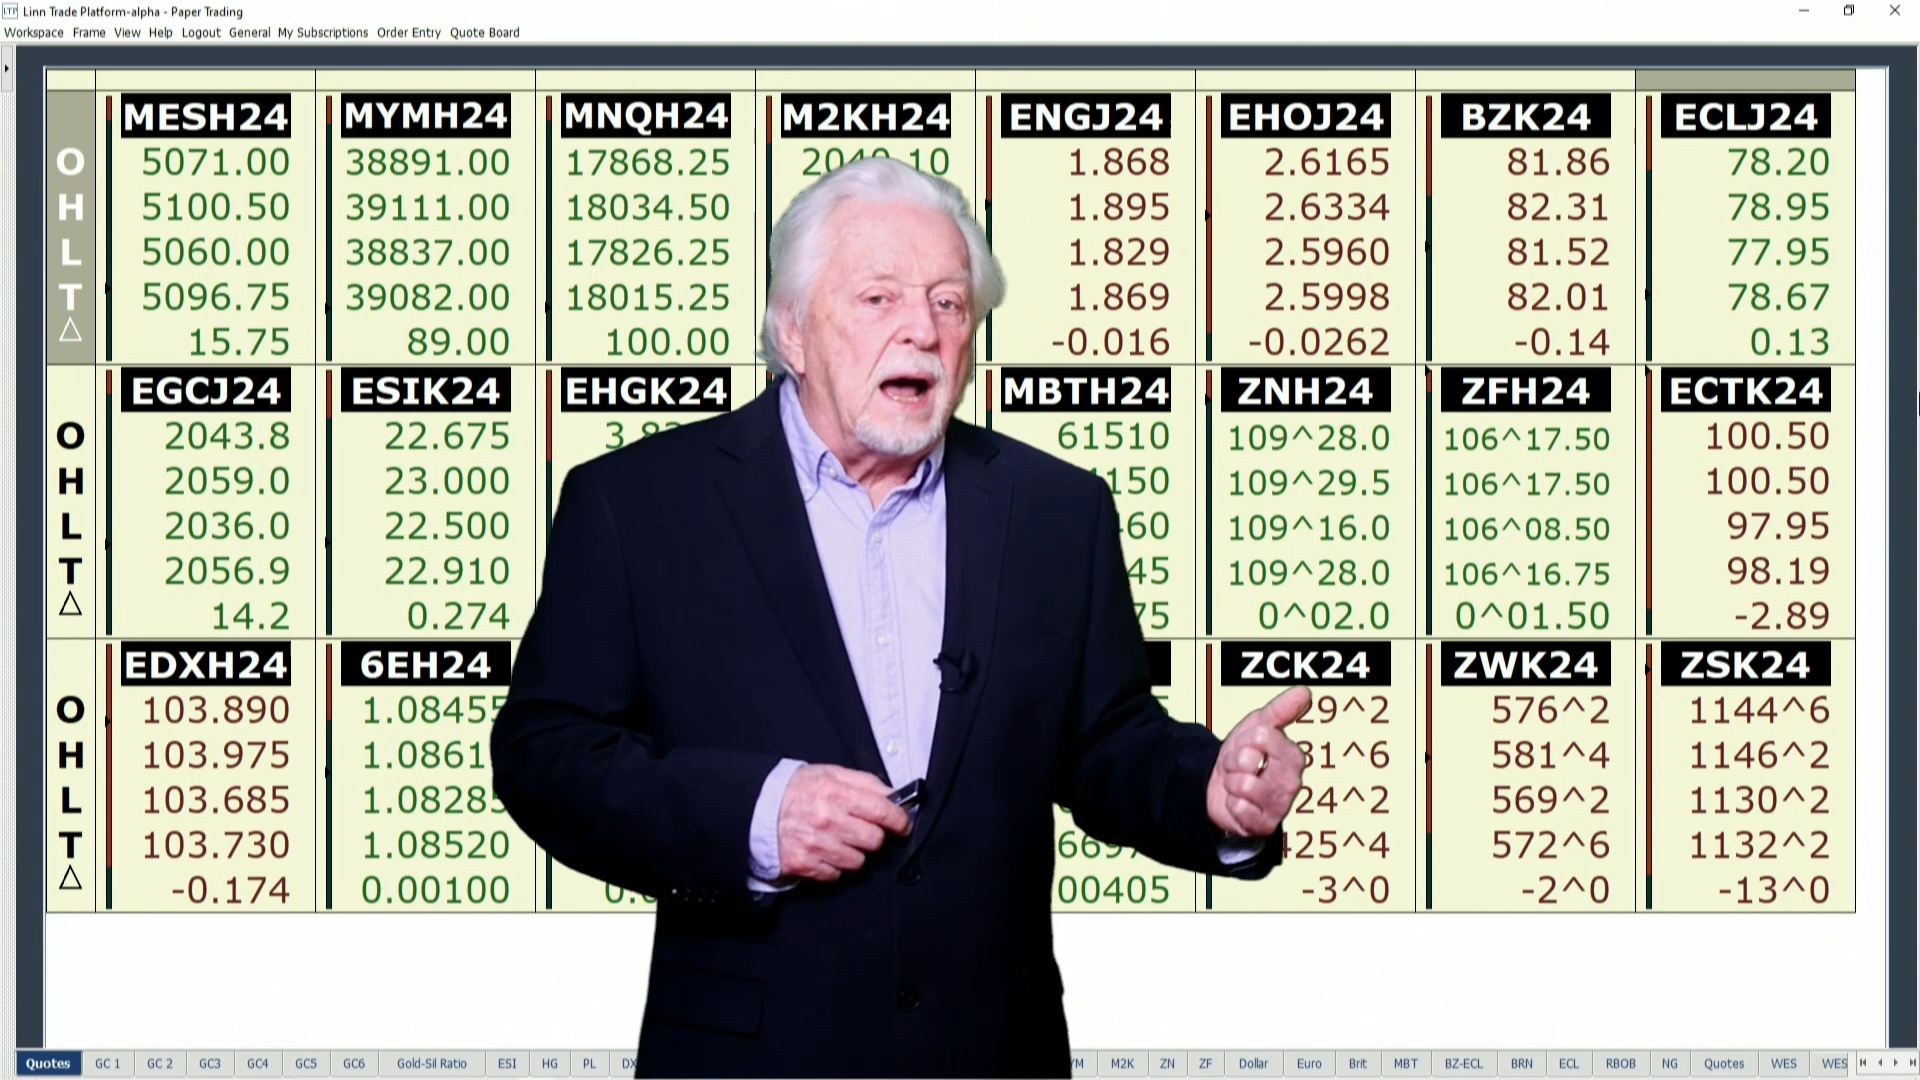 Linn Trade Platform-alpha - Paper Trading
Workspace Frame View Help Logout General My Subscriptions Order Entry Quote Board
MESH24 MYMH24 MNQH24 M2KH24 ENGJ24 EHOJ24 BZK24 ECLJ24
O 5071.00 38891.00 17868.25 1.868 2.6165 81.86 78.20
H 5100.50 39111.00 18034.50 1.895 2.6334 82.31 78.95
L 5060.00 38837.00 17826.25 1.829 2.5960 81.52 77.95
T 5096.75 39082.00 18015.25 1.869 2.5998 82.01 78.67
△ 15.75 89.00 100.00 -0.016 -0.0262 -0.14 0.13
EGCJ24 ESIK24 EHGK24 MBTH24 ZNH24 ZFH24 ECTK24
O 2043.8 22.675 61510 109^28.0 106^17.50 100.50
H 2059.0 23.000 109^29.5 106^17.50 100.50
L 2036.0 22.500 109^16.0 106^08.50 97.95
T 2056.9 22.910 109^28.0 106^16.75 98.19
△ 14.2 0.274 0^02.0 0^01.50 -2.89
EDXH24 6EH24 ZCK24 ZWK24 ZSK24
O 103.890 1.08455 576^2 1144^6
H 103.975 581^4 1146^2
L 103.685 1.08285 569^2 1130^2
T 103.730 1.08520 572^6 1132^2
△ -0.174 0.00100 00405 -3^0 -2^0 -13^0
Quotes GC 1 GC 2 GC3 GC4 GC5 GC6 Gold-Sil Ratio ESI HG PL M2K ZN ZF Dollar Euro Brit MBT BZ-ECL BRN ECL RBOB NG Quotes WES WES